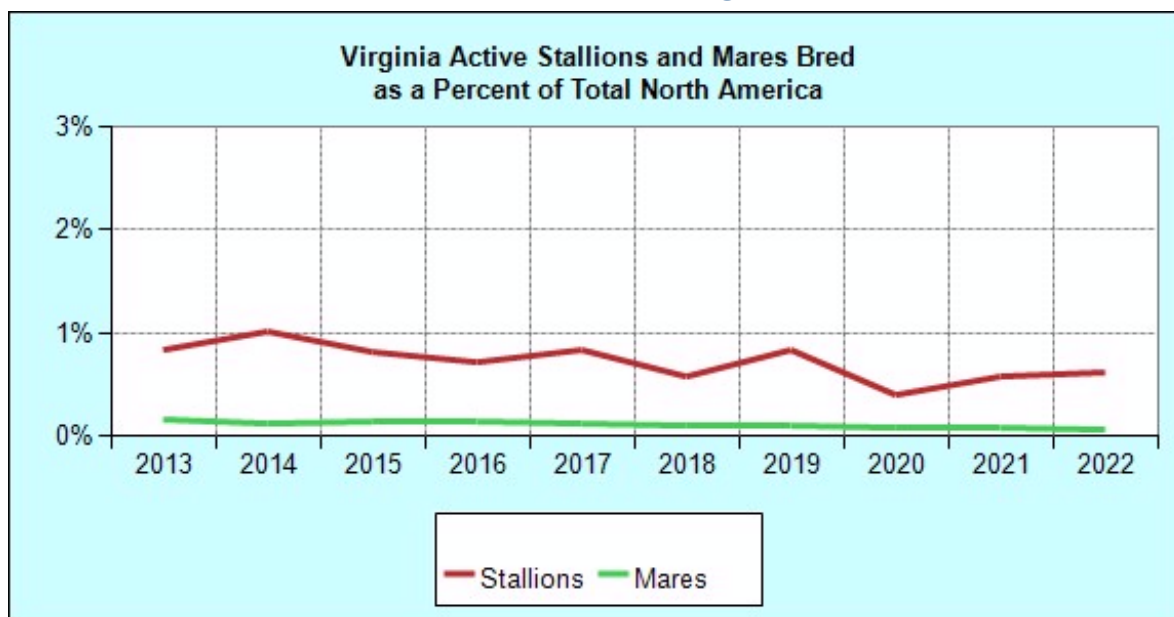 Virginia Active Stallions and Mares Bred
as a Percent of Total North America
3%
2%
1%
0%
2013 2014 2015 2016 2017 2018 2019 2020 2021 2022
Stallions Mares